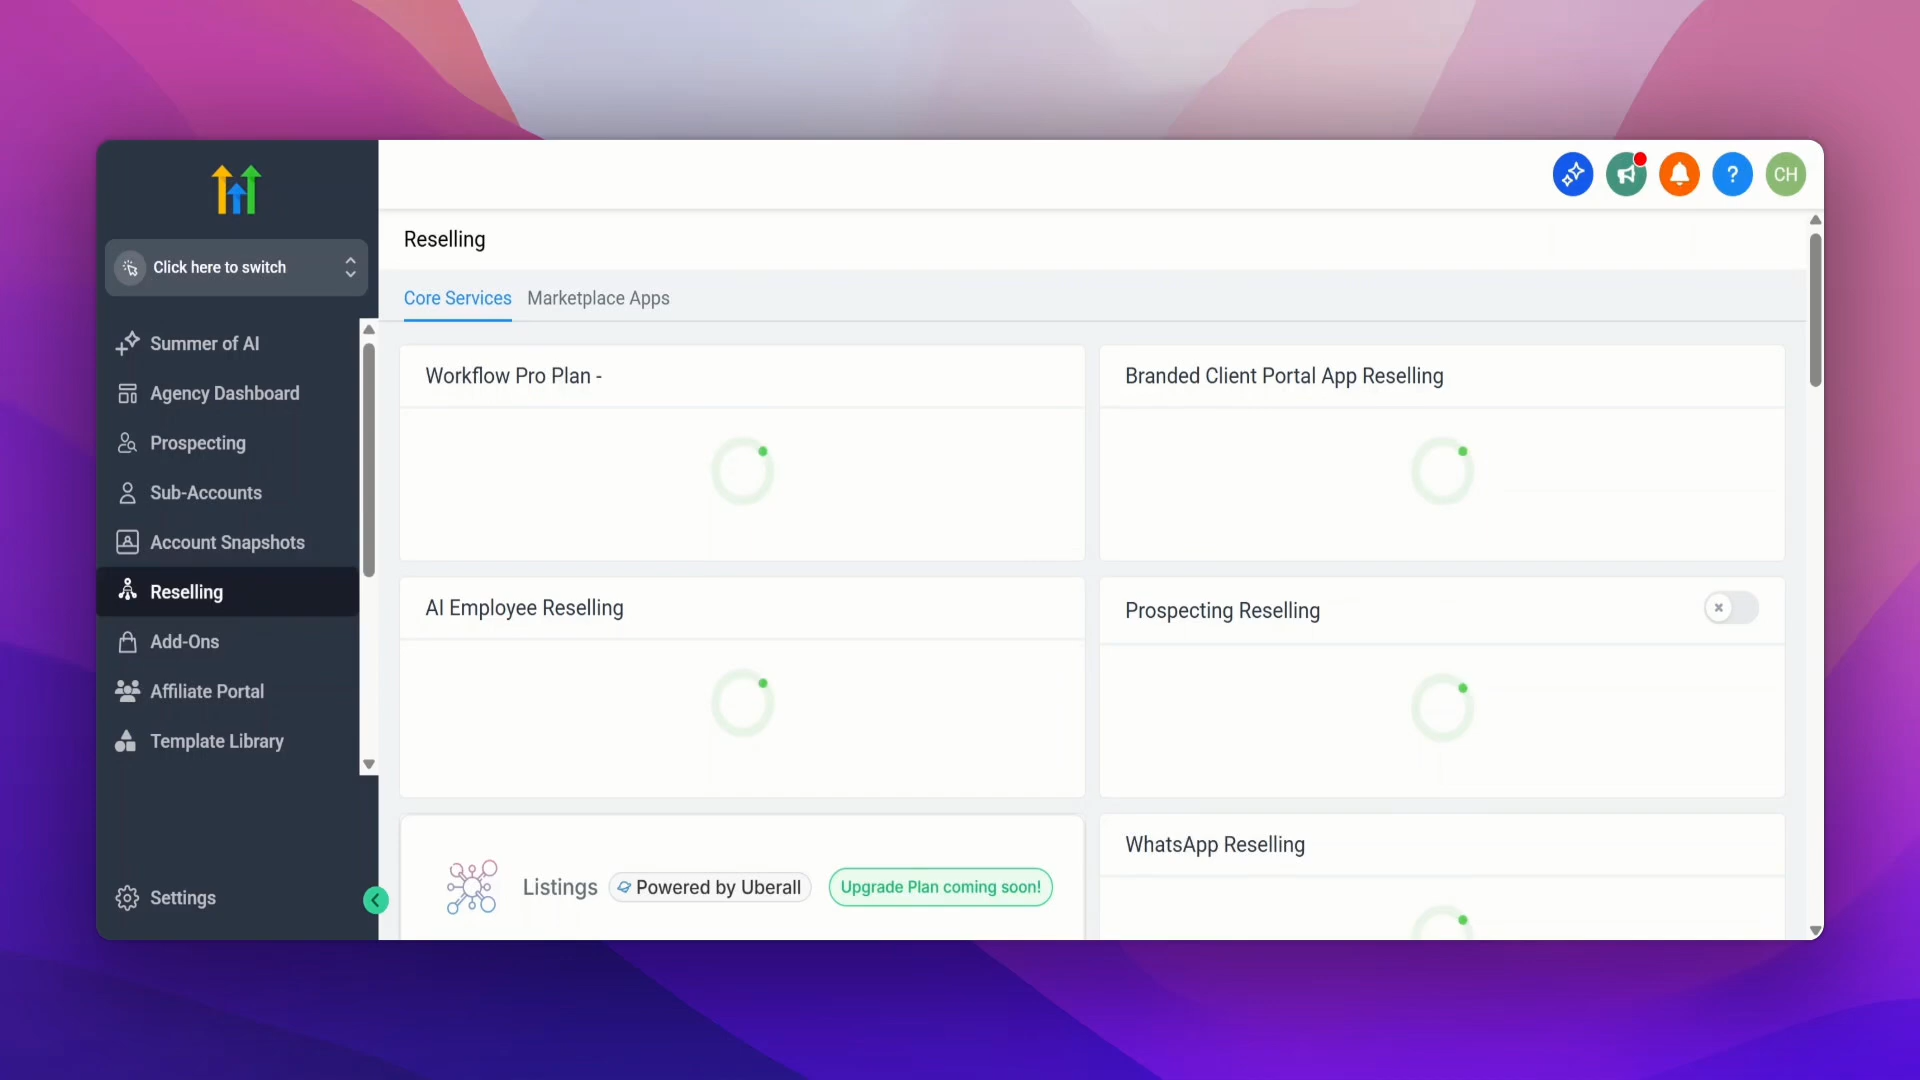 Click here to switch
Summer of AI
Agency Dashboard
Prospecting
Sub-Accounts
Account Snapshots
Reselling
Add-Ons
Affiliate Portal
Template Library
Settings
?
CH
Reselling
Core Services
Marketplace Apps
Workflow Pro Plan -
Branded Client Portal App Reselling
AI Employee Reselling
Prospecting Reselling
Listings
Powered by Uberall
Upgrade Plan coming soon!
WhatsApp Reselling